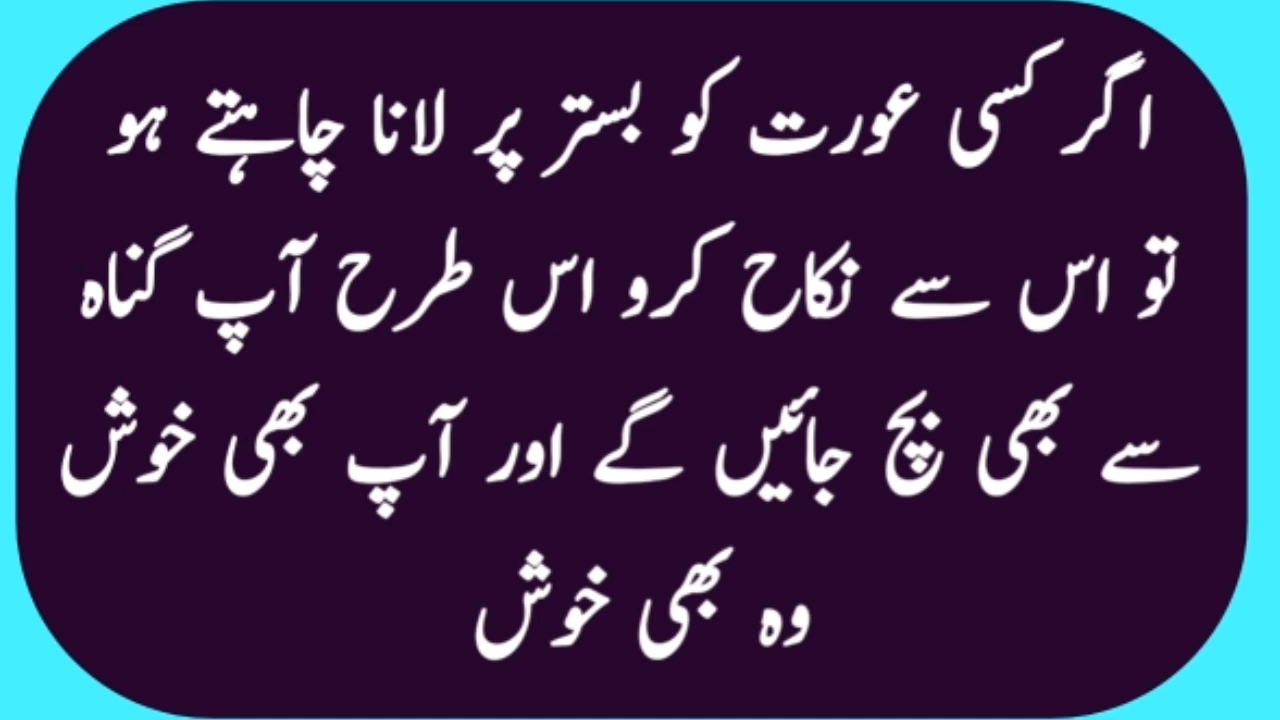 اگر کسی عورت کو بستر پر لانا چاہتے ہو
تو اس سے نکاح کرو اس طرح آپ گناہ
سے بھی بچ جائیں گے اور آپ بھی خوش
وہ بھی خوش